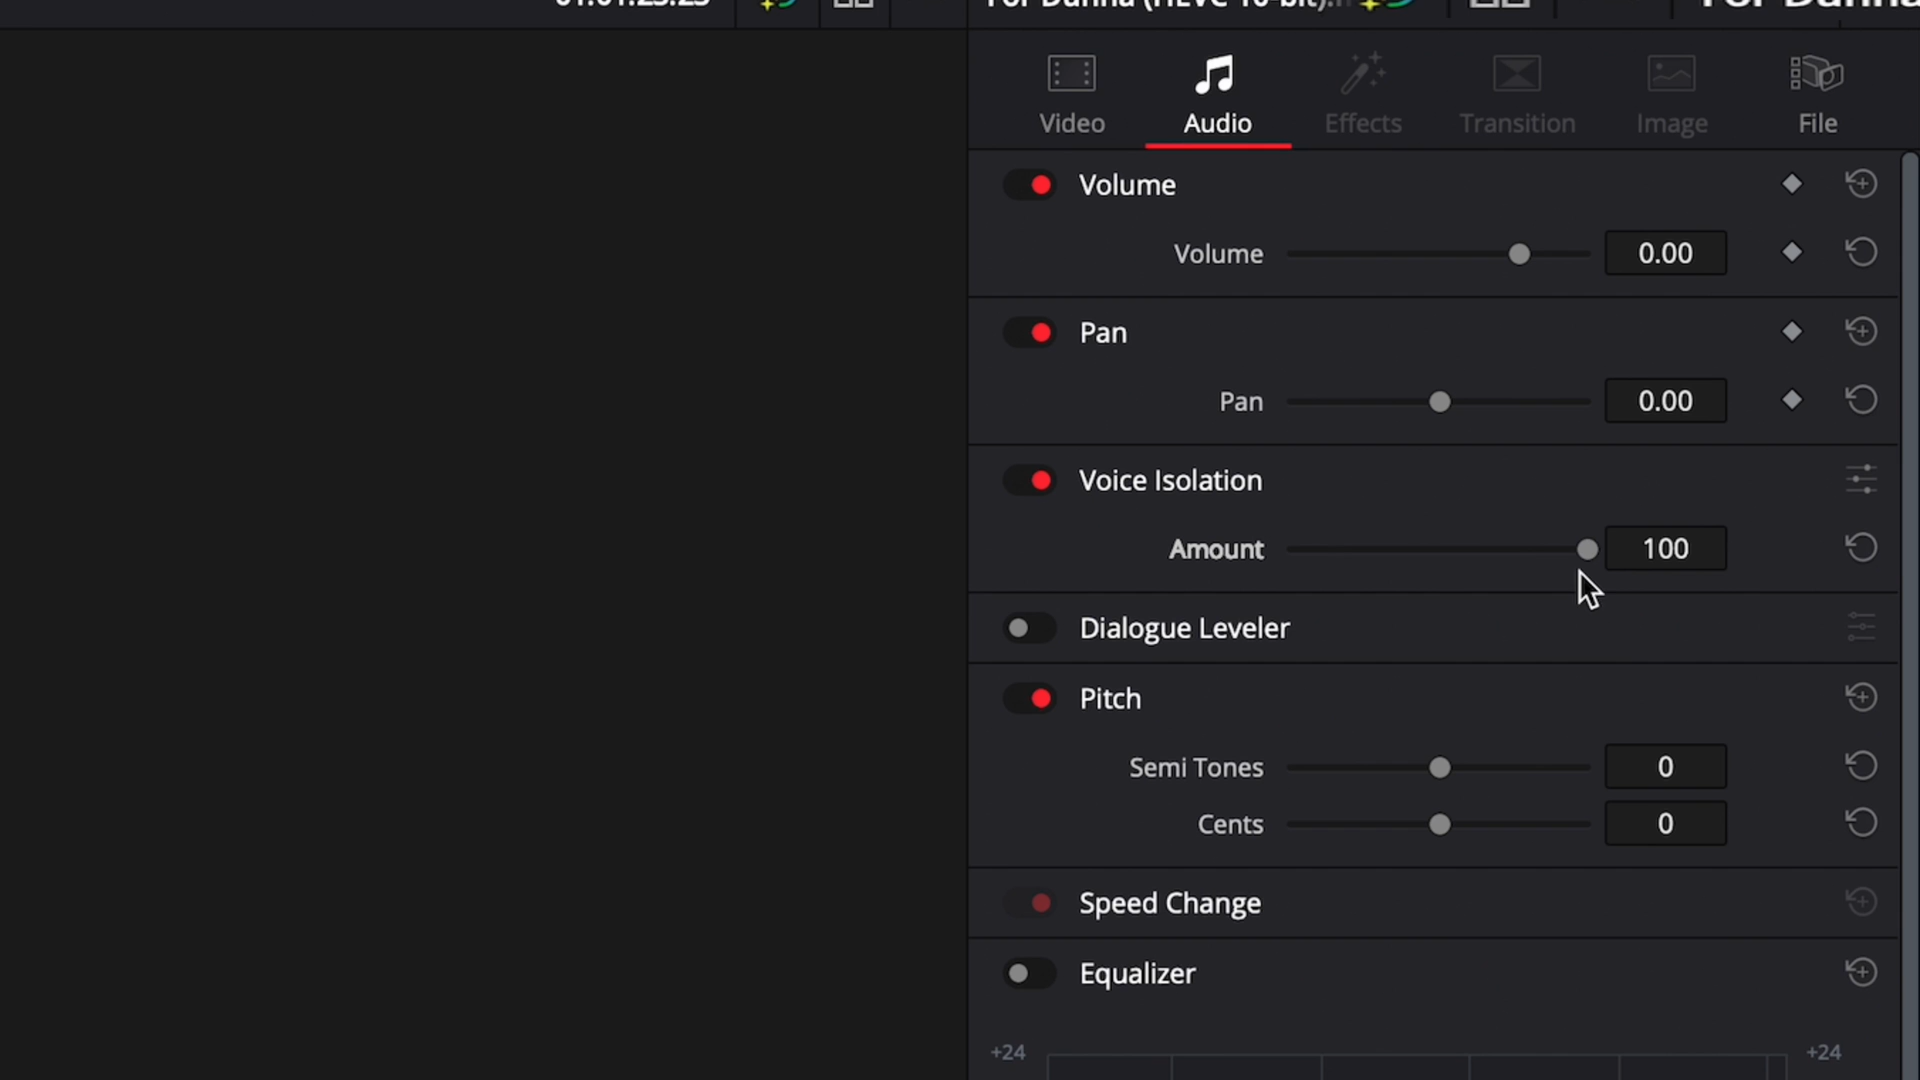 Video Audio Effects Transition Image File
Volume
Volume 0.00
Pan
Pan 0.00
Voice Isolation
Amount 100
Dialogue Leveler
Pitch
Semi Tones 0
Cents 0
Speed Change
Equalizer
+24 +24